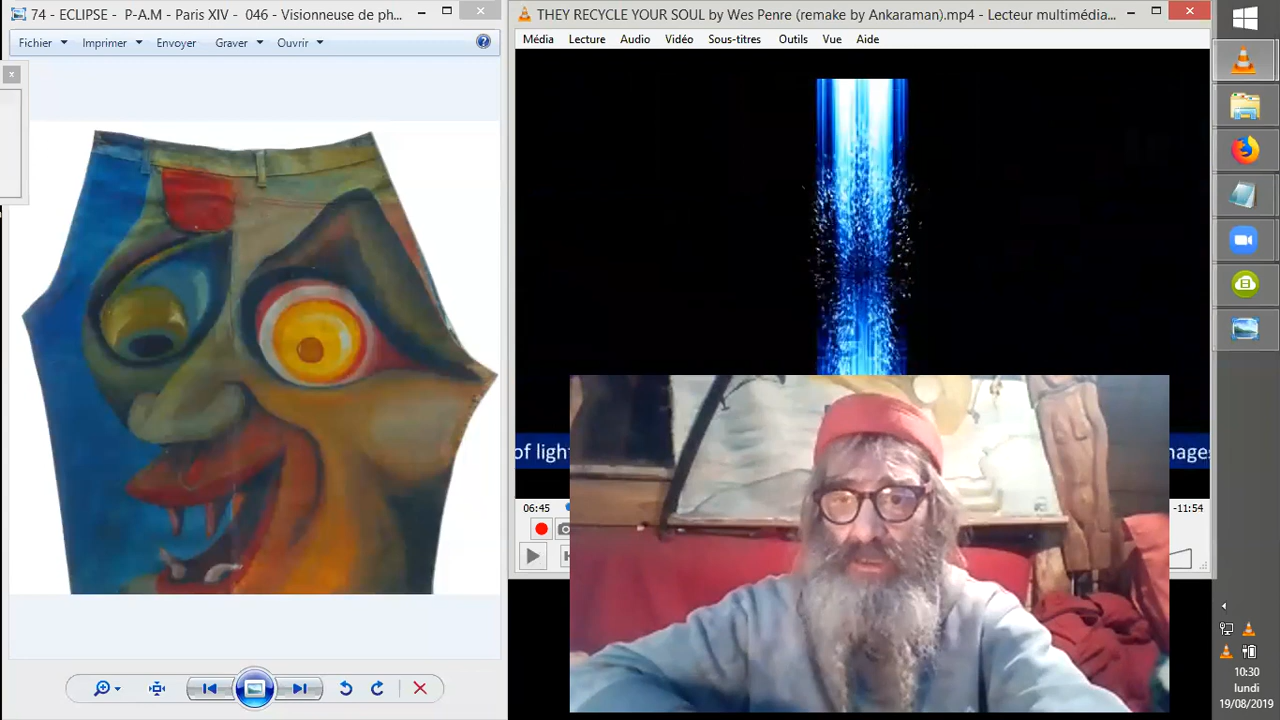 74 - ECLIPSE - P-A.M - Paris XIV - 046 - Visionneuse de ph...
Fichier Imprimer Envoyer Graver Ouvrir
THEY RECYCLE YOUR SOUL by Wes Penre (remake by Ankaraman).mp4 - Lecteur multimédia...
Média Lecture Audio Vidéo Sous-titres Outils Vue Aide
of light
mages
06:45
-11:54
10:30
lundi
19/08/2019